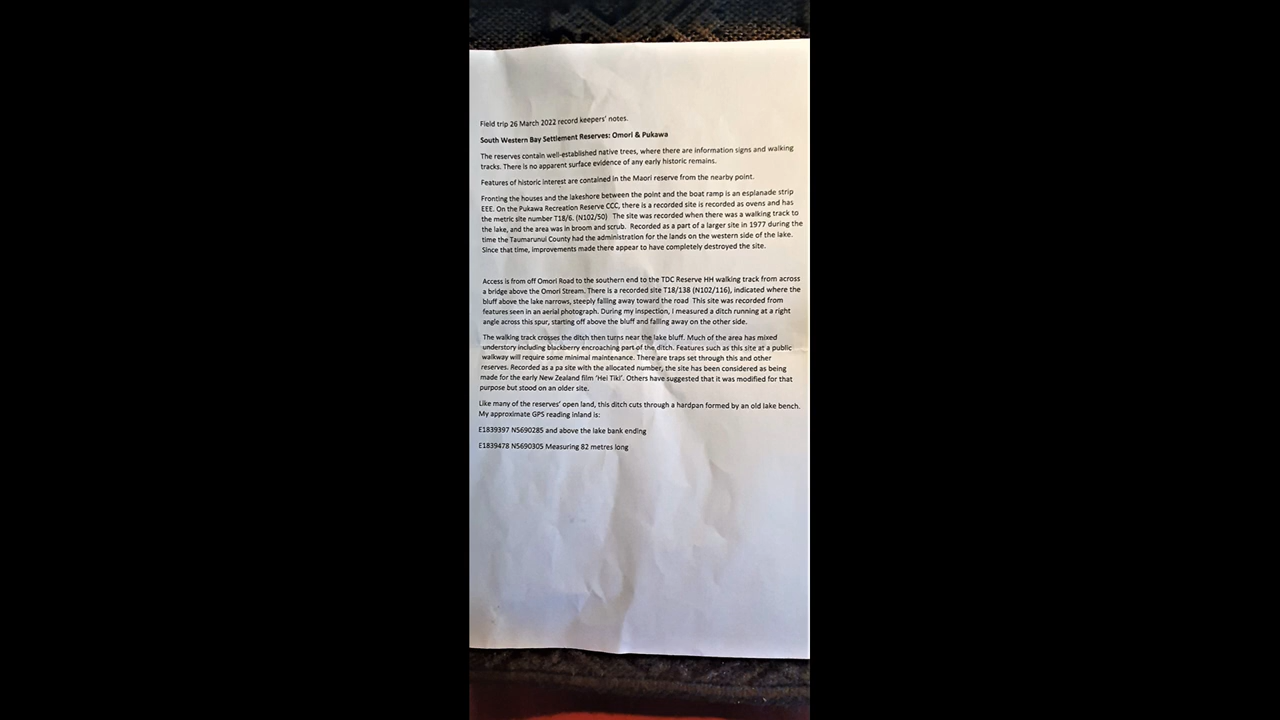 Field trip 26 March 2022 record keepers' notes.
South Western Bay Settlement Reserves: Omori & Pukawa
The reserves contain well-established native trees, where there are information signs and walking
tracks. There is no apparent surface evidence of any early historic remains.
Features of historic interest are contained in the Maori reserve from the nearby point.
Fronting the houses and the lakeshore between the point and the boat ramp is an esplanade strip
EEE. On the Pukawa Recreation Reserve CCC, there is a recorded site is recorded as ovens and has
the metric site number T18/6. (N102/50) The site was recorded when there was a walking track to
the lake, and the area was in broom and scrub. Recorded as a part of a larger site in 1977 during the
time the Taumarunui County had the administration for the lands on the western side of the lake.
Since that time, improvements made there appear to have completely destroyed the site.
Access is from off Omori Road to the southern end to the TDC Reserve HH walking track from across
a bridge above the Omori Stream. There is a recorded site T18/138 (N102/116), indicated where the
bluff above the lake narrows, steeply falling away toward the road This site was recorded from
features seen in an aerial photograph. During my inspection, I measured a ditch running at a right
angle across this spur, starting off above the bluff and falling away on the other side.
The walking track crosses the ditch then turns near the lake bluff. Much of the area has mixed
understory including blackberry encroaching part of the ditch. Features such as this site at a public
walkway will require some minimal maintenance. There are traps set through this and other
reserves. Recorded as a pa site with the allocated number, the site has been considered as being
made for the early New Zealand film 'Hei Tiki'. Others have suggested that it was modified for that
purpose but stood on an older site.
Like many of the reserves' open land, this ditch cuts through a hardpan formed by an old lake bench.
My approximate GPS reading inland is:
E1839397 N5690285 and above the lake bank ending
E1839478 N5690305 Measuring 82 metres long